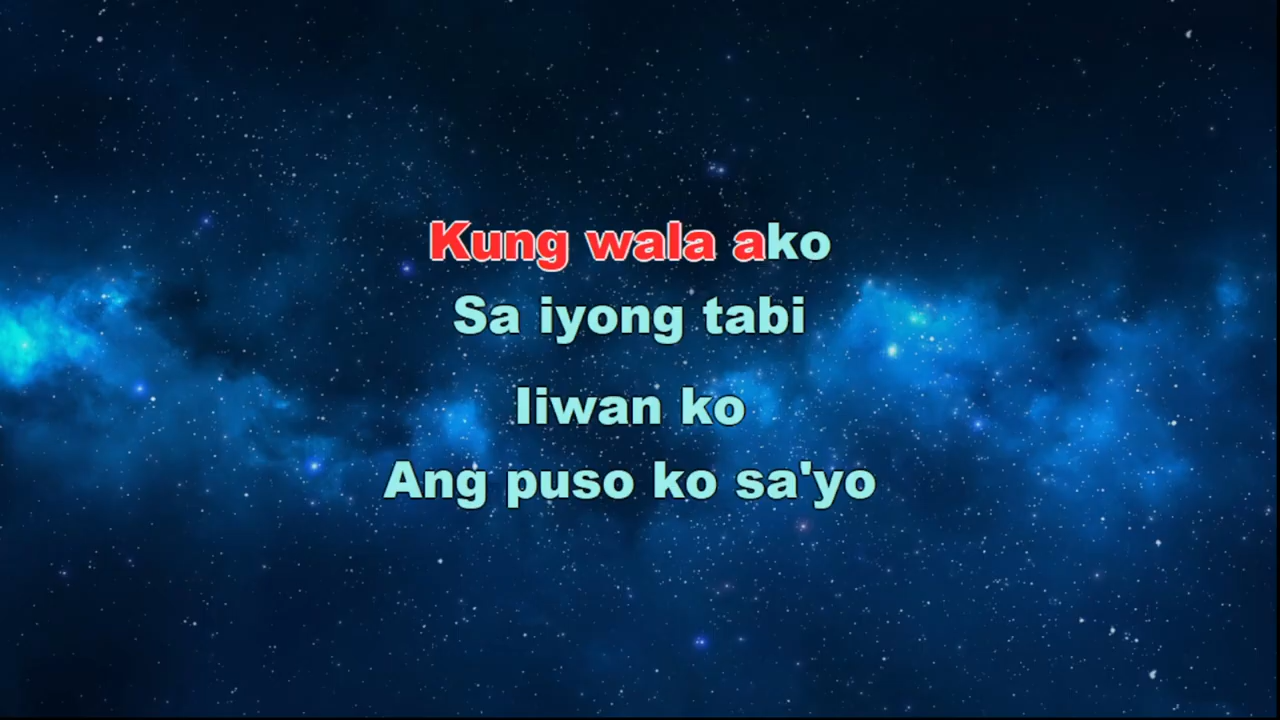 Kung wala ako
Sa iyong tabi
Iiwan ko
Ang puso ko sa'yo